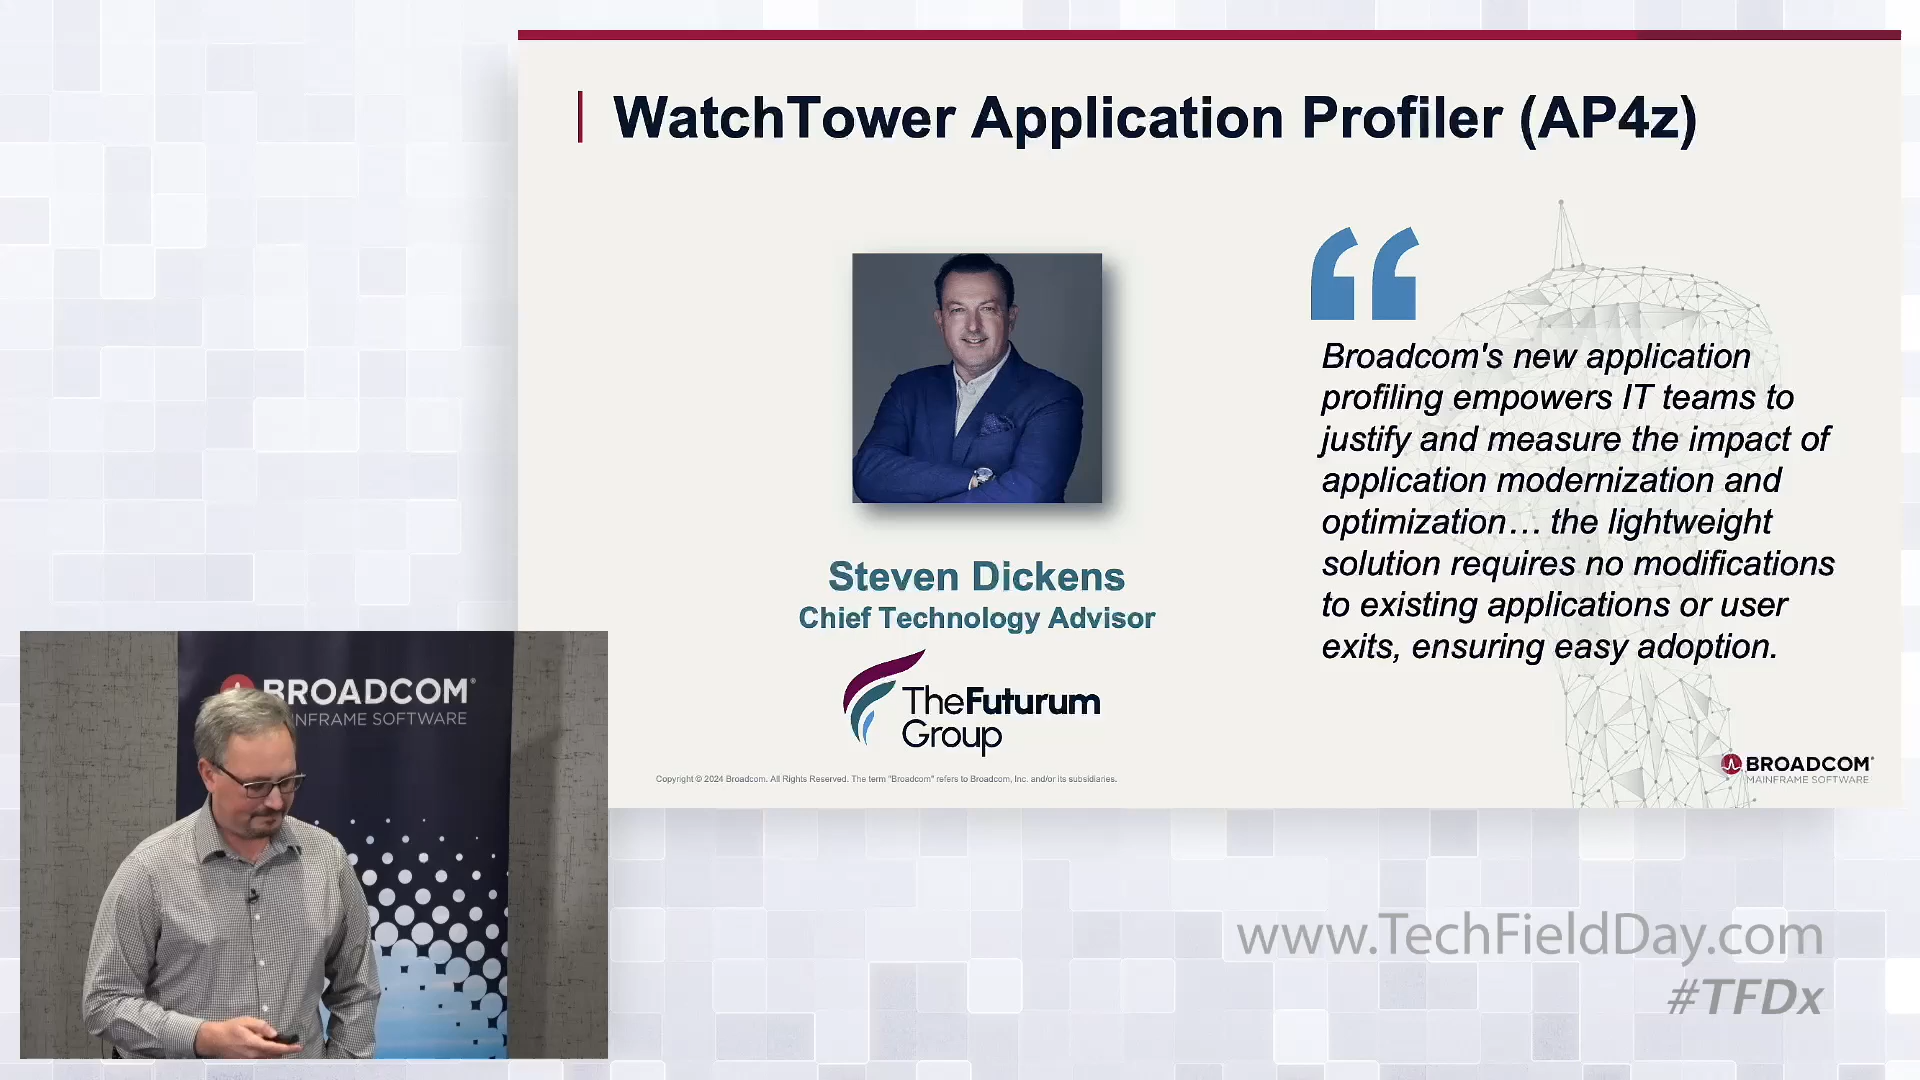 WatchTower Application Profiler (AP4z)
Broadcom's new application
profiling empowers IT teams to
justify and measure the impact of
application modernization and
optimization… the lightweight
solution requires no modifications
to existing applications or user
exits, ensuring easy adoption.
Steven Dickens
Chief Technology Advisor
TheFuturum
Group
Copyright © 2024 Broadcom. All Rights Reserved. The term "Broadcom" refers to Broadcom, Inc. and/or its subsidiaries.
BROADCOM®
MAINFRAME SOFTWARE
BROADCOM®
INFRAME SOFTWARE
www.TechFieldDay.com
#TFDx